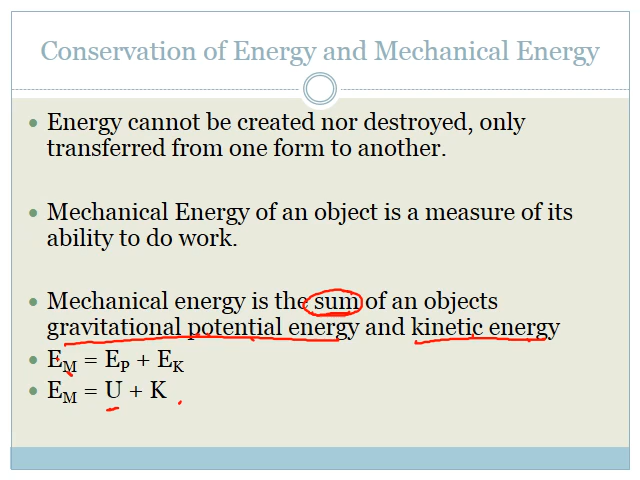 Conservation of Energy and Mechanical Energy
• Energy cannot be created nor destroyed, only
transferred from one form to another.
• Mechanical Energy of an object is a measure of its
ability to do work.
• Mechanical energy is the sum of an objects
gravitational potential energy and kinetic energy
• E_M = E_P + E_K
• E_M = U + K